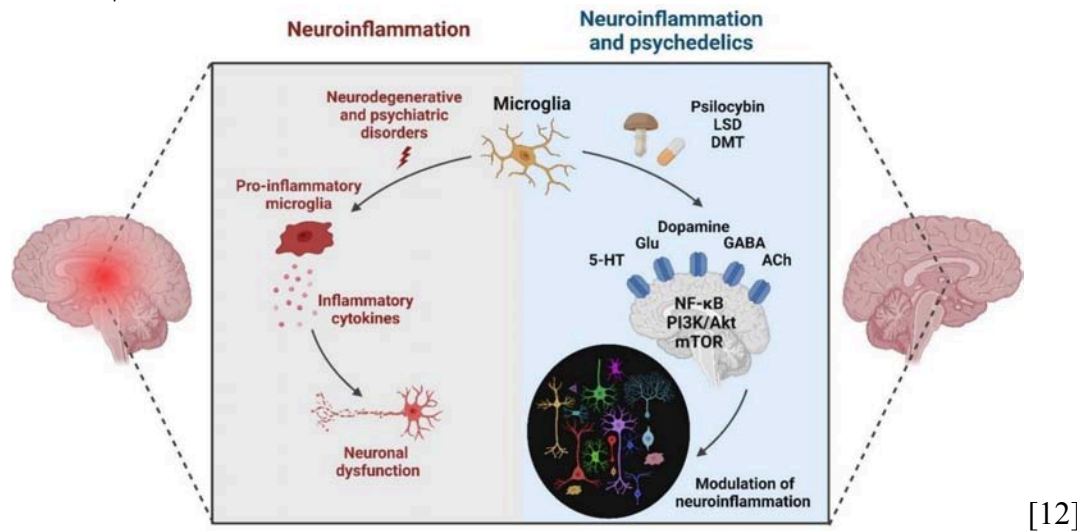 Neuroinflammation
Neuroinflammation
and psychedelics
Neurodegenerative
and psychiatric
disorders
Microglia
Psilocybin
LSD
DMT
Pro-inflammatory
microglia
Inflammatory
cytokines
Neuronal
dysfunction
Dopamine
Glu
GABA
5-HT
ACh
NF-κB
PI3K/Akt
mTOR
Modulation of
neuroinflammation
[12]